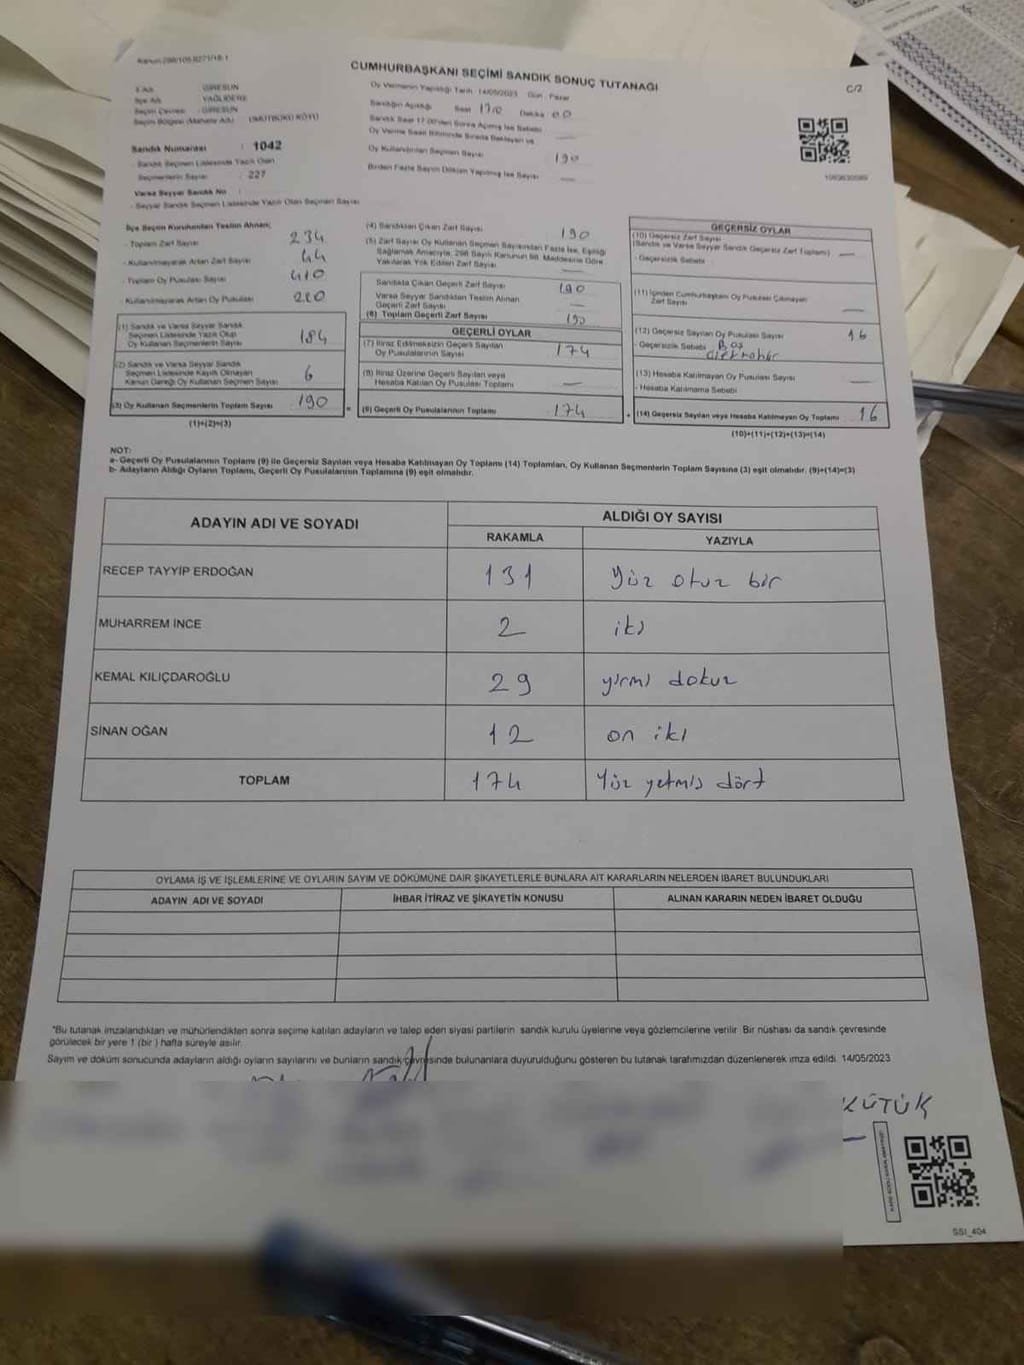 Kanun:298/105
CUMHURBAŞKANI SEÇİMİ SANDIK SONUÇ TUTANAĞI
C/2
İl Adı : GİRESUN
İlçe Adı : YAĞLIDERE
Seçim Çevresi : GİRESUN
Seçim Bölgesi (Mahalle Adı)
Sandık Numarası : 1042
Sandık Seçmen Listesinde Yazılı Olan
Seçmenlerin Sayısı : 227
Varsa Seyyar Sandık No :
- Seyyar Sandık Seçmen Listesinde Yazılı Olan Seçmen Sayısı
Oy Vermenin Yapıldığı Tarih 14/05/2023 Gün Pazar
Sandığın Açıldığı Saat 17:0 Dakika 00
Sandık Saat 17.00'den Sonra Açılmış İse Sebebi
Oy Verme Saati Bitiminde Sırada Bekleyen ve
Oy Kullandırılan Seçmen Sayısı 190
Birden Fazla Sayım Döküm Yapılmış İse Sayısı —
İlçe Seçim Kurulundan Teslim Alınan;
- Toplam Zarf Sayısı 234
- Kullanılmayarak Artan Zarf Sayısı 44
- Toplam Oy Pusulası Sayısı 410
- Kullanılmayarak Artan Oy Pusulası 220
(1) Sandık ve Varsa Seyyar Sandık
Seçmen Listesinde Yazılı Olup
Oy Kullanan Seçmenlerin Sayısı 184
(2) Sandık ve Varsa Seyyar Sandık
Seçmen Listesinde Kayıtlı Olmayan
Kanun Gereği Oy Kullanan Seçmen Sayısı 6
(3) Oy Kullanan Seçmenlerin Toplam Sayısı 190
(1)+(2)=(3)
(4) Sandıktan Çıkan Zarf Sayısı 190
(5) Zarf Sayısı Oy Kullanan Seçmen Sayısından Fazla İse, Eşitliği
Sağlamak Amacıyla, 298 Sayılı Kanunun 98. Maddesine Göre
Yakılarak Yok Edilen Zarf Sayısı —
Sandıkta Çıkan Geçerli Zarf Sayısı 190
Varsa Seyyar Sandıktan Teslim Alınan
Geçerli Zarf Sayısı —
(6) Toplam Geçerli Zarf Sayısı 190
GEÇERLİ OYLAR
(7) İtiraz Edilmeksizin Geçerli Sayılan
Oy Pusulalarının Sayısı 174
(8) İtiraz Üzerine Geçerli Sayılan veya
Hesaba Katılan Oy Pusulası Toplamı —
= (9) Geçerli Oy Pusulalarının Toplamı 174
GEÇERSİZ OYLAR
(10) Geçersiz Zarf Sayısı
(Sandık ve Varsa Seyyar Sandık Geçersiz Zarf Toplamı) —
- Geçersizlik Sebebi
(11) İçinden Cumhurbaşkanı Oy Pusulası Çıkmayan
Zarf Sayısı —
(12) Geçersiz Sayılan Oy Pusulası Sayısı 16
- Geçersizlik Sebebi
(13) Hesaba Katılmayan Oy Pusulası Sayısı —
- Hesaba Katılmama Sebebi
+ (14) Geçersiz Sayılan veya Hesaba Katılmayan Oy Toplamı 16
(10)+(11)+(12)+(13)=(14)
NOT:
a- Geçerli Oy Pusulalarının Toplamı (9) ile Geçersiz Sayılan veya Hesaba Katılmayan Oy Toplamı (14) Toplamları, Oy Kullanan Seçmenlerin Toplam Sayısına (3) eşit olmalıdır. (9)+(14)=(3)
b- Adayların Aldığı Oyların Toplamı, Geçerli Oy Pusulalarının Toplamına (9) eşit olmalıdır.
ADAYIN ADI VE SOYADI
ALDIĞI OY SAYISI
RAKAMLA YAZIYLA
RECEP TAYYİP ERDOĞAN 131 Yüz otuz bir
MUHARREM İNCE 2 iki
KEMAL KILIÇDAROĞLU 29 yirmi dokuz
SİNAN OĞAN 12 on iki
TOPLAM 174 Yüz yetmiş dört
OYLAMA İŞ VE İŞLEMLERİNE VE OYLARIN SAYIM VE DÖKÜMÜNE DAİR ŞİKAYETLERLE BUNLARA AİT KARARLARIN NELERDEN İBARET BULUNDUKLARI
ADAYIN ADI VE SOYADI İHBAR İTİRAZ VE ŞİKAYETİN KONUSU ALINAN KARARIN NEDEN İBARET OLDUĞU
*Bu tutanak imzalandıktan ve mühürlendikten sonra seçime katılan adayların ve talep eden siyasi partilerin sandık kurulu üyelerine veya gözlemcilerine verilir. Bir nüshası da sandık çevresinde
görülecek bir yere 1 (bir) hafta süreyle asılır.
Sayım ve döküm sonucunda adayların aldığı oyların sayılarını ve bunların sandık çevresinde bulunanlara duyurulduğunu gösteren bu tutanak tarafımızdan düzenlenerek imza edildi. 14/05/2023
KÜTÜK
SSI_404